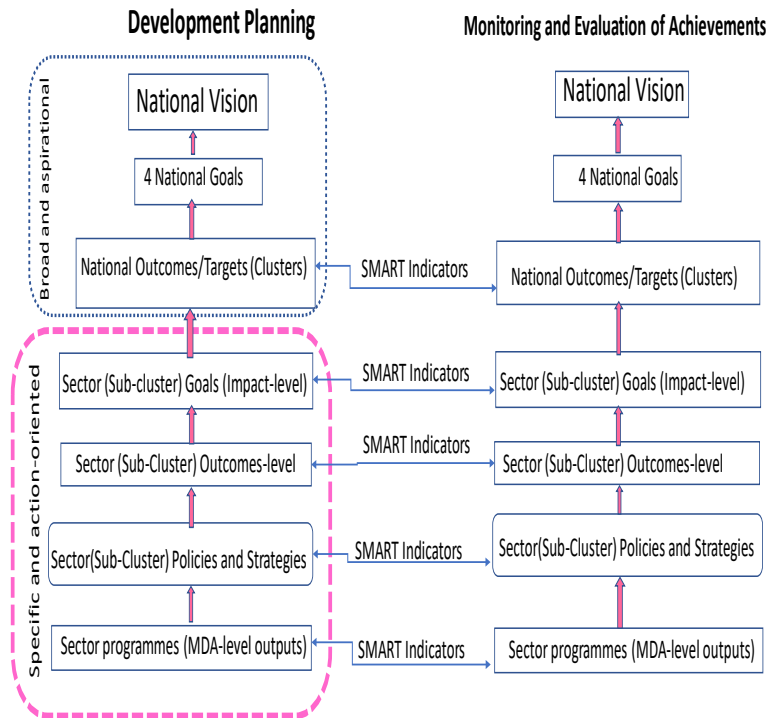 Development Planning
Monitoring and Evaluation of Achievements
Broad and aspirational
National Vision
4 National Goals
National Outcomes/Targets (Clusters)
Specific and action-oriented
Sector (Sub-cluster) Goals (Impact-level)
Sector (Sub-Cluster) Outcomes-level
Sector(Sub-Cluster) Policies and Strategies
Sector programmes (MDA-level outputs)
SMART Indicators
SMART Indicators
SMART Indicators
SMART Indicators
SMART Indicators
National Vision
4 National Goals
National Outcomes/Targets (Clusters)
Sector (Sub-cluster) Goals (Impact-level)
Sector (Sub-Cluster) Outcomes-level
Sector(Sub-Cluster) Policies and Strategies
Sector programmes (MDA-level outputs)